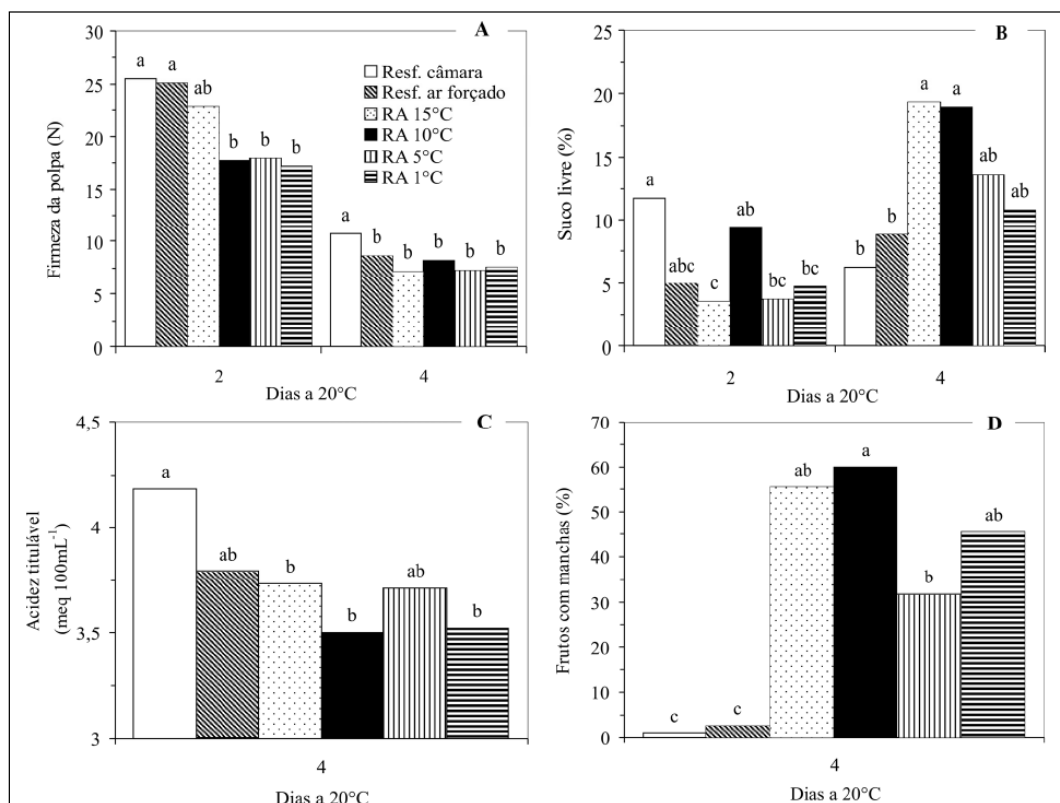 A
30
25
20
15
10
5
0
Firmeza da polpa (N)
a
a
ab
b
b
b
a
b
b
b
b
b
Resf. câmara
Resf. ar forçado
RA 15°C
RA 10°C
RA 5°C
RA 1°C
2
4
Dias a 20°C
B
25
20
15
10
5
0
Suco livre (%)
a
abc
c
ab
bc
bc
b
b
a
a
ab
ab
2
4
Dias a 20°C
C
4,5
4
3,5
3
Acidez titulável
(meq 100mL⁻¹)
a
ab
b
b
ab
b
4
Dias a 20°C
D
70
60
50
40
30
20
10
0
Frutos com manchas (%)
c
c
ab
a
b
ab
4
Dias a 20°C